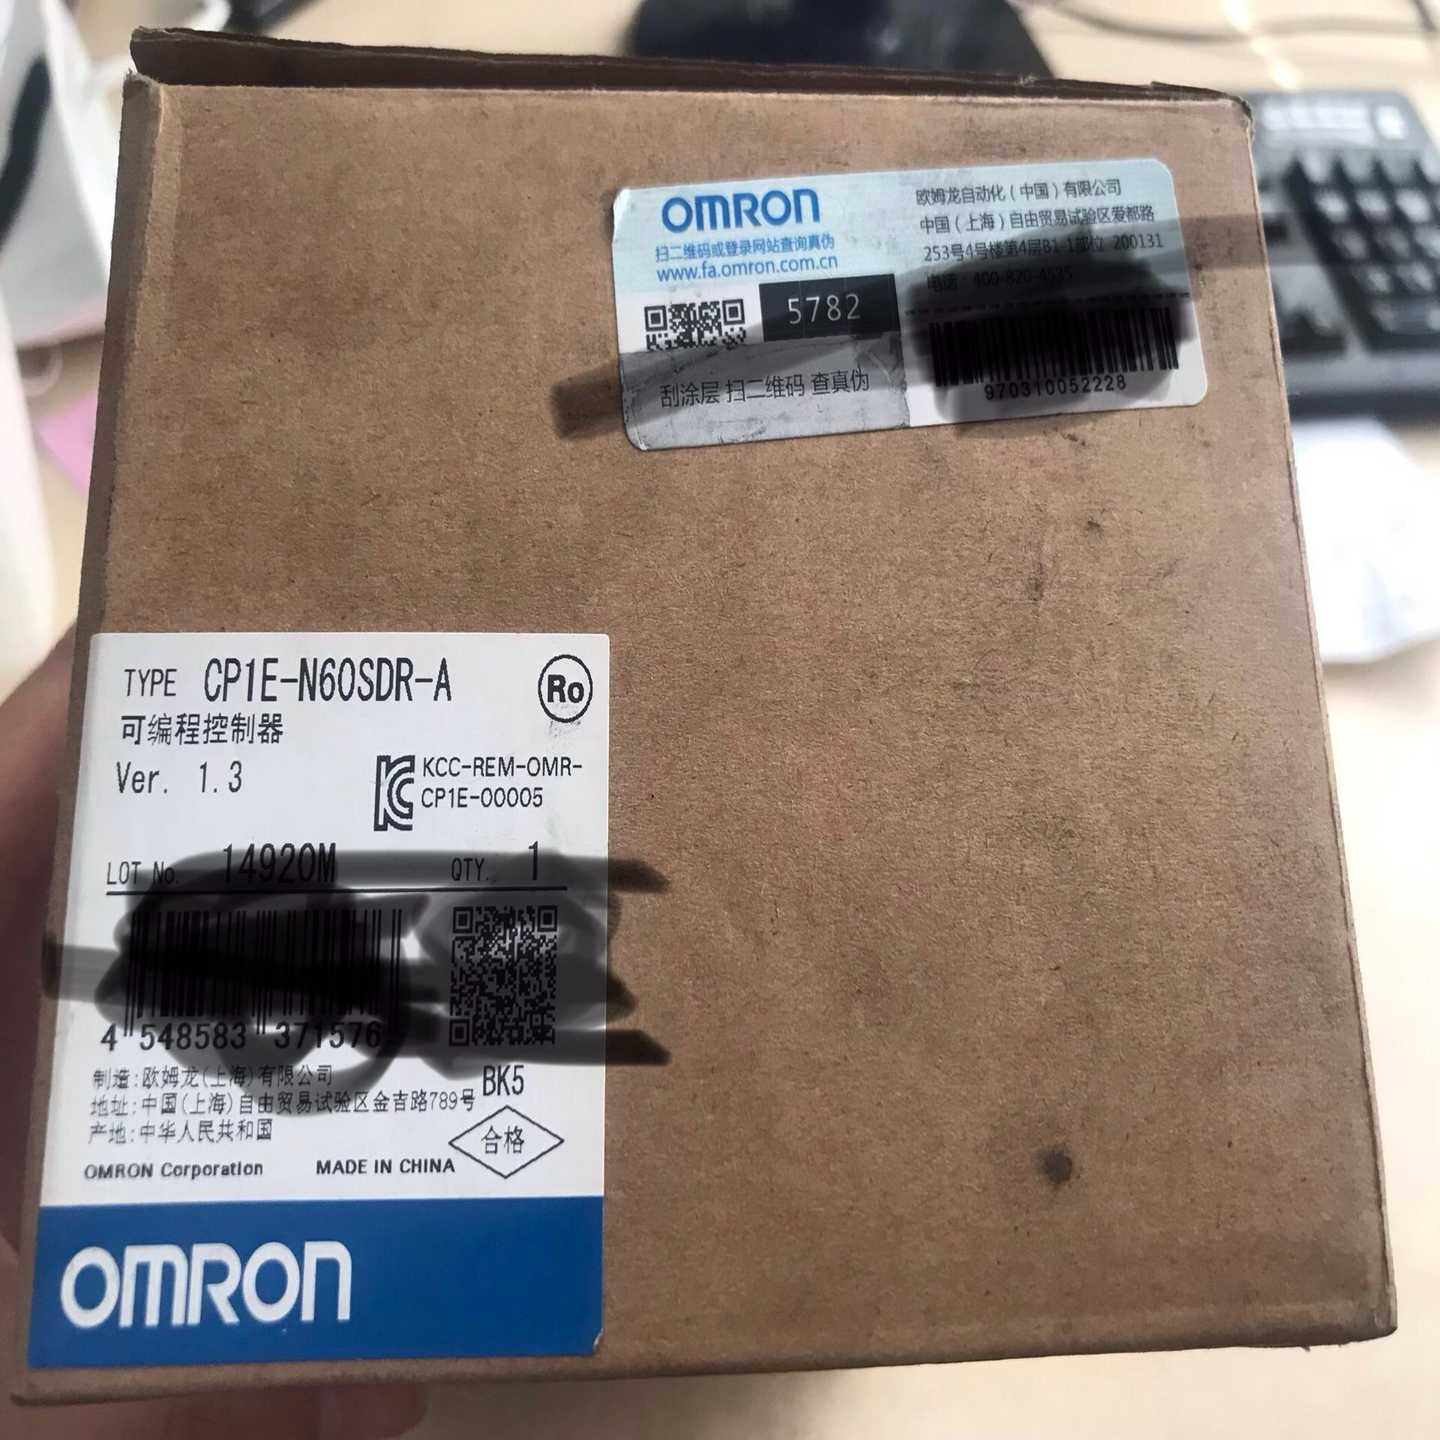 OMRON
扫二维码或登录网站查询真伪
www.fa.omron.com.cn
5782
刮涂层 扫二维码 查真伪
欧姆龙自动化（中国）有限公司
中国（上海）自由贸易试验区爱都路
253号4号楼第4层B1-1部位 200131
电话：400-820-4535
970310052228
TYPE CP1E-N60SDR-A
Ro
可编程控制器
Ver. 1.3
KCC-REM-OMR-
CP1E-00005
LOT No. 14920M QTY. 1
4 548583 371576
BK5
制造:欧姆龙(上海)有限公司
地址:中国(上海)自由贸易试验区金吉路789号
产地:中华人民共和国
合格
OMRON Corporation MADE IN CHINA
OMRON